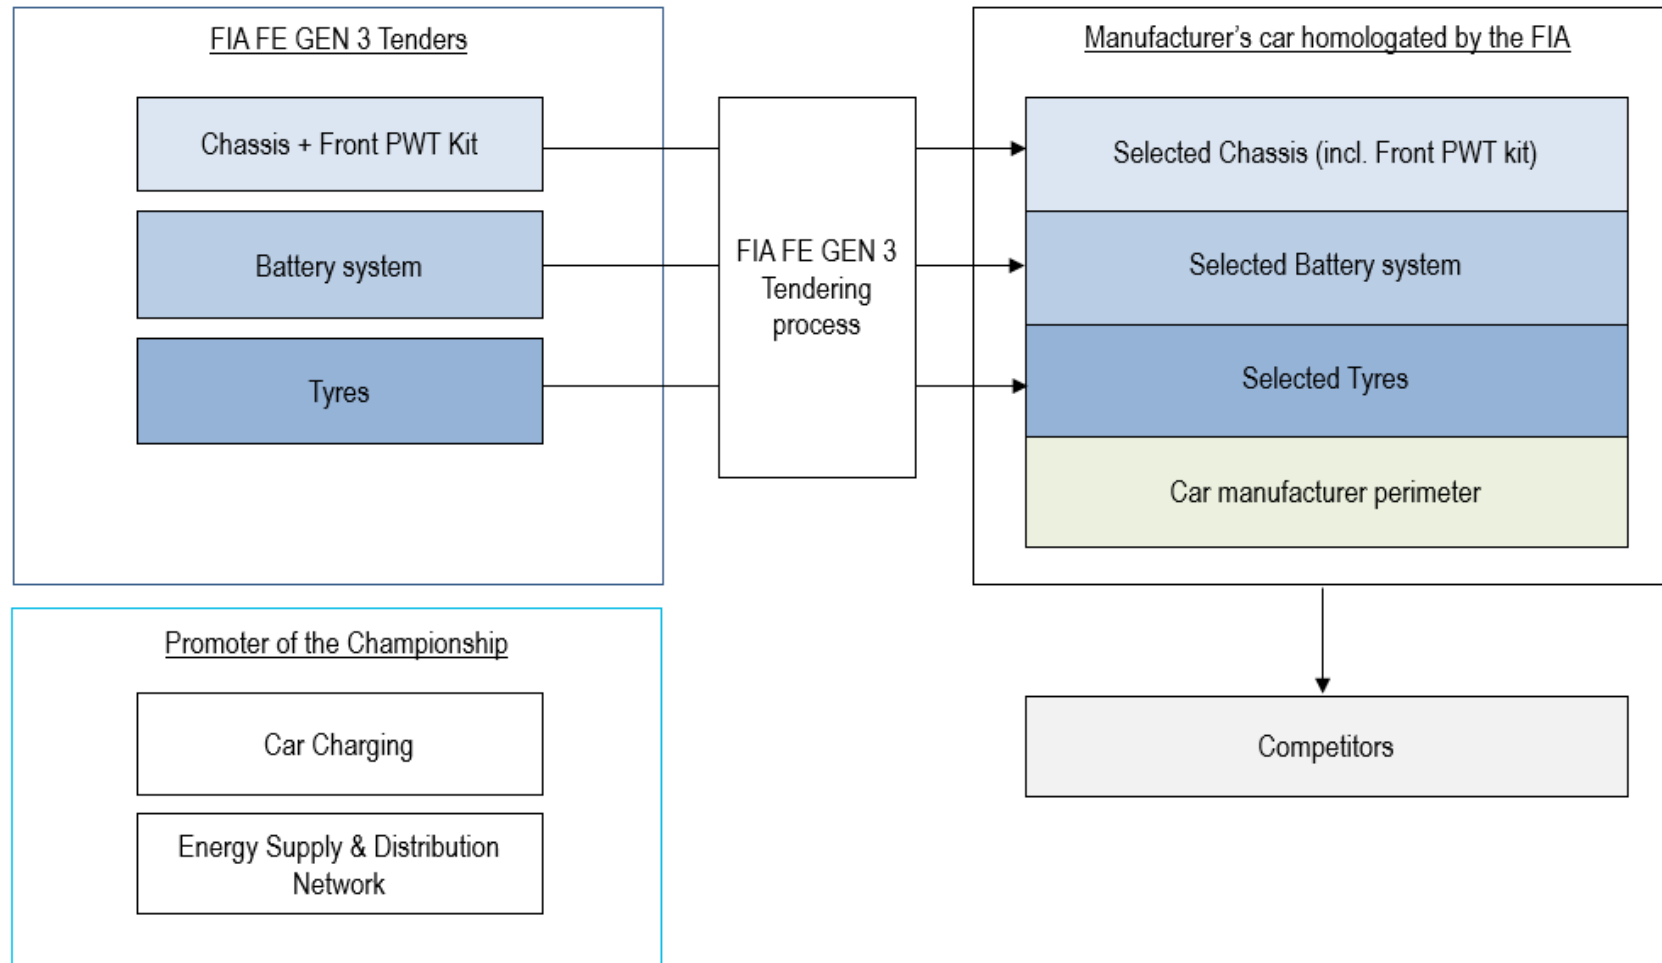 FIA FE GEN 3 Tenders
Chassis + Front PWT Kit
Battery system
Tyres
FIA FE GEN 3
Tendering
process
Manufacturer’s car homologated by the FIA
Selected Chassis (incl. Front PWT kit)
Selected Battery system
Selected Tyres
Car manufacturer perimeter
Promoter of the Championship
Car Charging
Energy Supply & Distribution
Network
Competitors